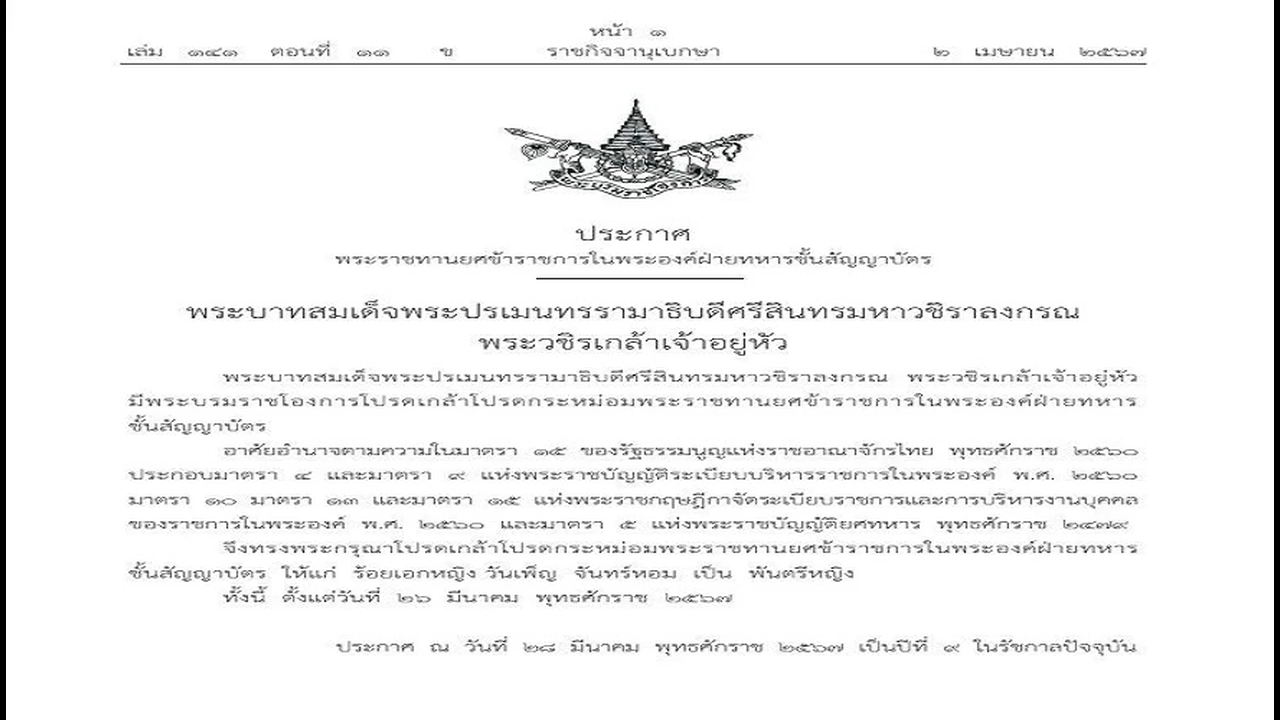 หน้า ๑
เล่ม ๑๔๑ ตอนที่ ๑๑ ข ราชกิจจานุเบกษา ๒ เมษายน ๒๕๖๗
พระบรมราชโองการ
ประกาศ
พระราชทานยศข้าราชการในพระองค์ฝ่ายทหารชั้นสัญญาบัตร
พระบาทสมเด็จพระปรเมนทรรามาธิบดีศรีสินทรมหาวชิราลงกรณ
พระวชิรเกล้าเจ้าอยู่หัว
พระบาทสมเด็จพระปรเมนทรรามาธิบดีศรีสินทรมหาวชิราลงกรณ พระวชิรเกล้าเจ้าอยู่หัว
มีพระบรมราชโองการโปรดเกล้าโปรดกระหม่อมพระราชทานยศข้าราชการในพระองค์ฝ่ายทหาร
ชั้นสัญญาบัตร
อาศัยอำนาจตามความในมาตรา ๑๕ ของรัฐธรรมนูญแห่งราชอาณาจักรไทย พุทธศักราช ๒๕๖๐
ประกอบมาตรา ๔ และมาตรา ๙ แห่งพระราชบัญญัติระเบียบบริหารราชการในพระองค์ พ.ศ. ๒๕๖๐
มาตรา ๑๐ มาตรา ๑๓ และมาตรา ๑๕ แห่งพระราชกฤษฎีกาจัดระเบียบราชการและการบริหารงานบุคคล
ของราชการในพระองค์ พ.ศ. ๒๕๖๐ และมาตรา ๕ แห่งพระราชบัญญัติยศทหาร พุทธศักราช ๒๔๗๙
จึงทรงพระกรุณาโปรดเกล้าโปรดกระหม่อมพระราชทานยศข้าราชการในพระองค์ฝ่ายทหาร
ชั้นสัญญาบัตร ให้แก่ ร้อยเอกหญิง วันเพ็ญ จันทร์หอม เป็น พันตรีหญิง
ทั้งนี้ ตั้งแต่วันที่ ๒๖ มีนาคม พุทธศักราช ๒๕๖๗
ประกาศ ณ วันที่ ๒๘ มีนาคม พุทธศักราช ๒๕๖๗ เป็นปีที่ ๙ ในรัชกาลปัจจุบัน